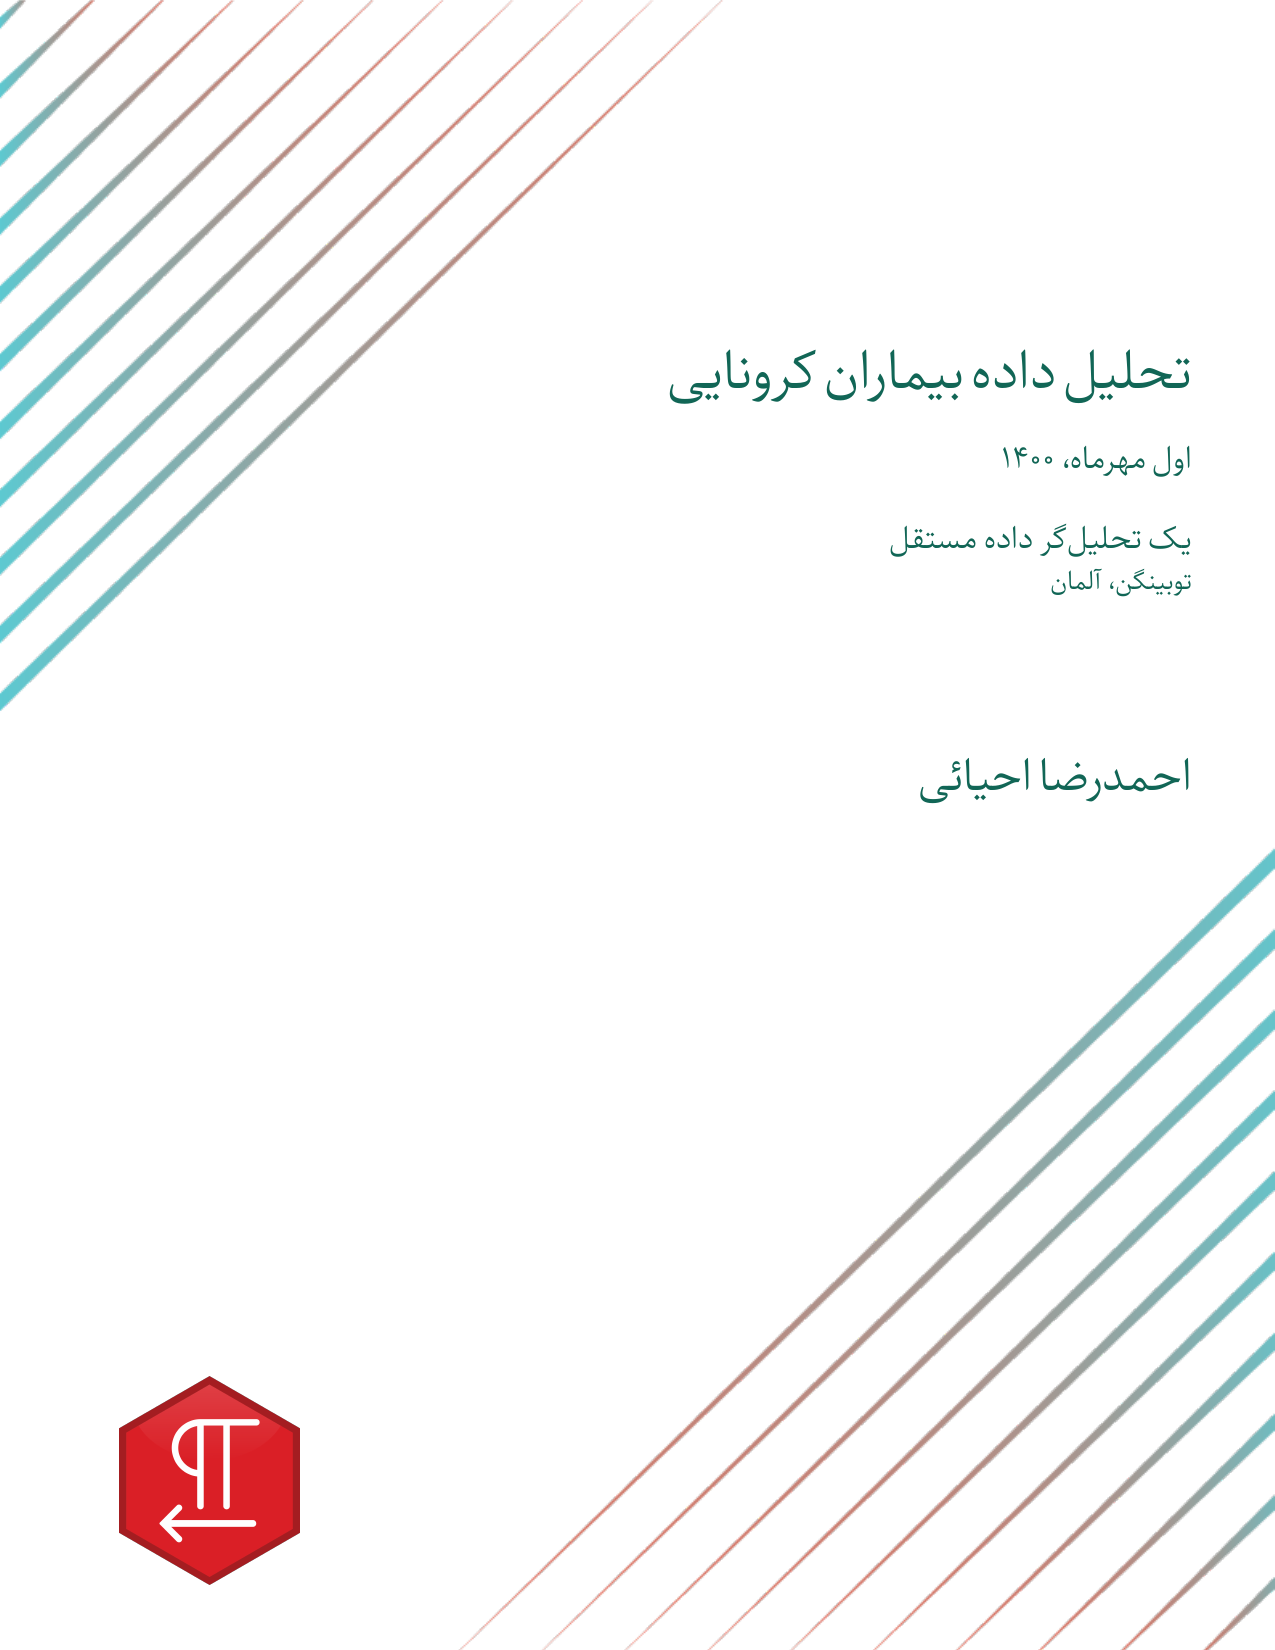 تحلیل داده بیماران کرونایی
اول مهرماه، ۱۴۰۰
یک تحلیل‌گر داده مستقل
توبینگن، آلمان
احمدرضا احیائی